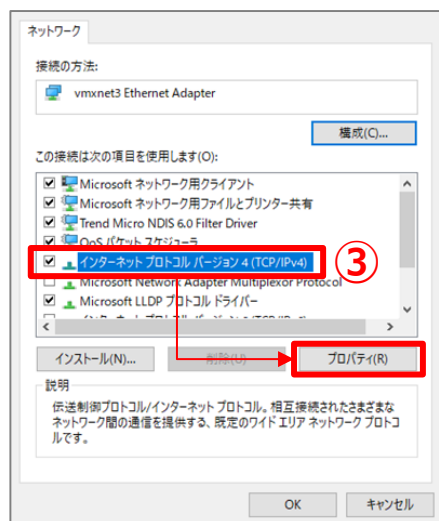 ネットワーク
接続の方法:
vmxnet3 Ethernet Adapter
構成(C)...
この接続は次の項目を使用します(O):
Microsoft ネットワーク用クライアント
Microsoft ネットワーク用ファイルとプリンター共有
Trend Micro NDIS 6.0 Filter Driver
QoS パケット スケジューラ
インターネット プロトコル バージョン 4 (TCP/IPv4)
③
Microsoft Network Adapter Multiplexor Protocol
Microsoft LLDP プロトコル ドライバー
インストール(N)...
削除(U)
プロパティ(R)
説明
伝送制御プロトコル/インターネット プロトコル。相互接続されたさまざまな
ネットワーク間の通信を提供する、既定のワイド エリア ネットワーク プロトコ
ルです。
OK
キャンセル